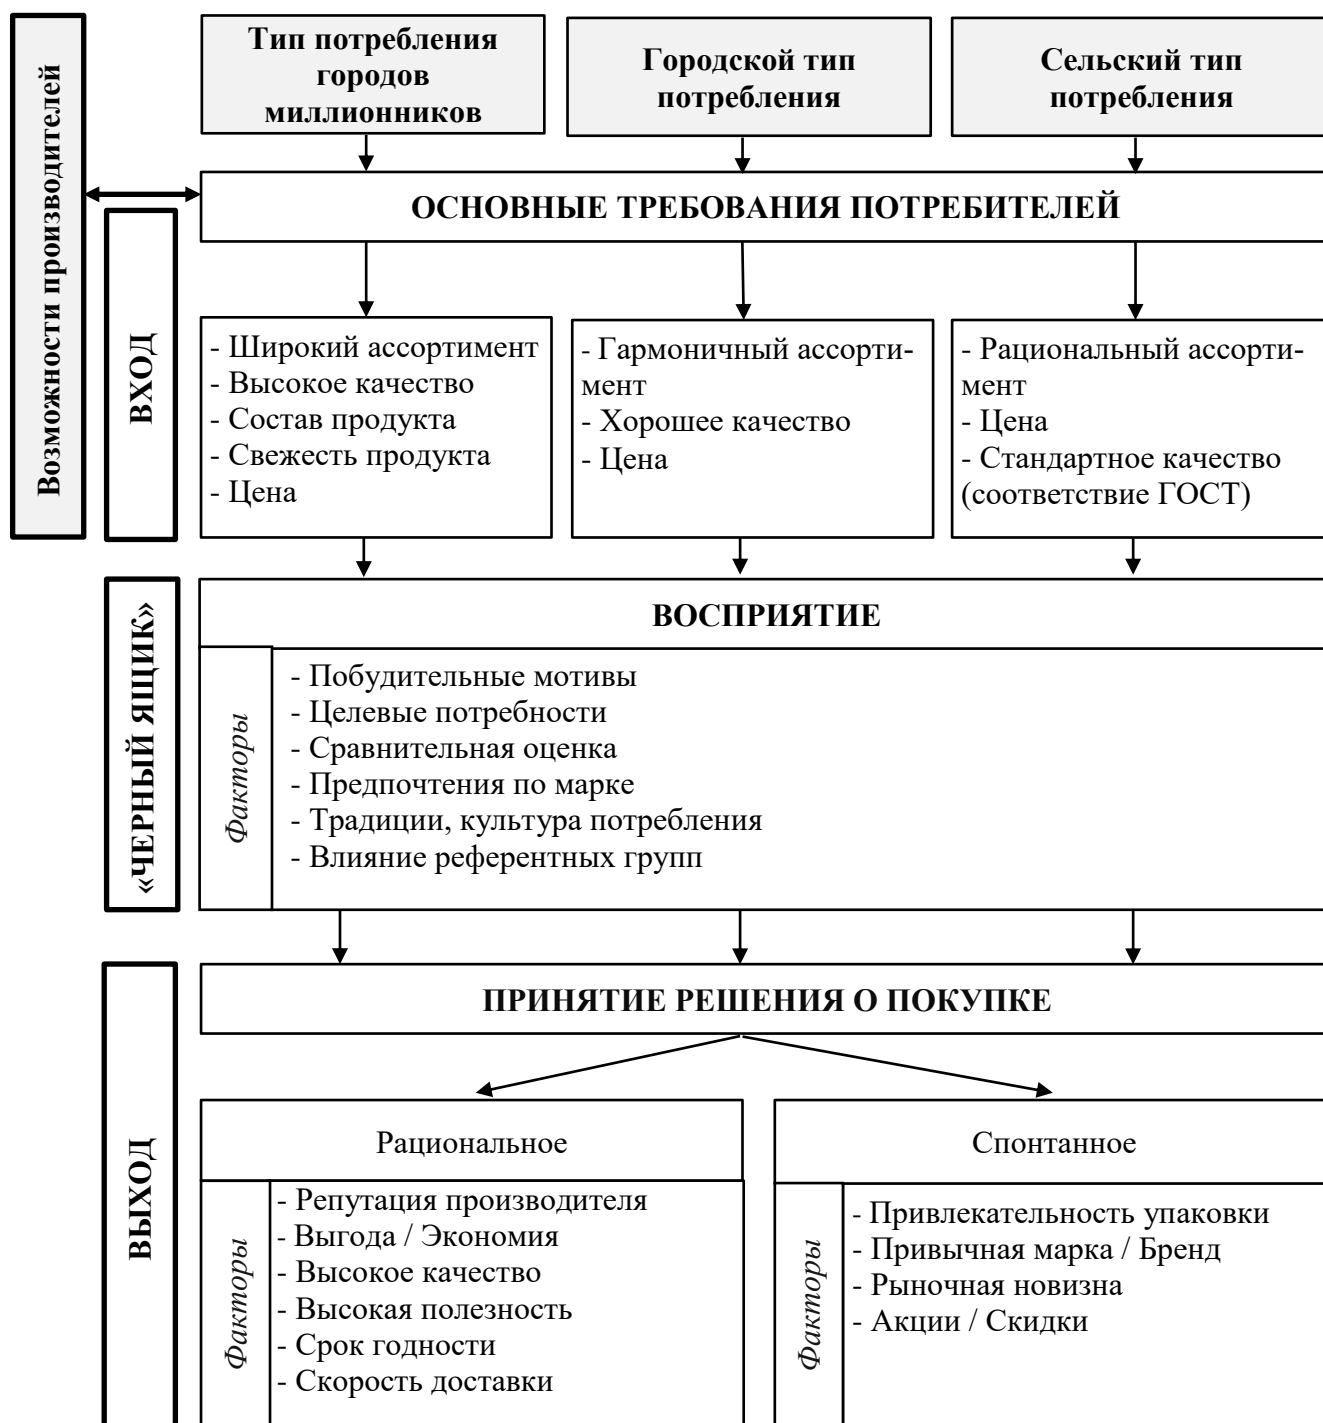 Возможности производителей
Тип потребления
городов
миллионников
Городской тип
потребления
Сельский тип
потребления
ОСНОВНЫЕ ТРЕБОВАНИЯ ПОТРЕБИТЕЛЕЙ
ВХОД
- Широкий ассортимент
- Высокое качество
- Состав продукта
- Свежесть продукта
- Цена
- Гармоничный ассорти-
мент
- Хорошее качество
- Цена
- Рациональный ассорти-
мент
- Цена
- Стандартное качество
(соответствие ГОСТ)
«ЧЕРНЫЙ ЯЩИК»
ВОСПРИЯТИЕ
Факторы
- Побудительные мотивы
- Целевые потребности
- Сравнительная оценка
- Предпочтения по марке
- Традиции, культура потребления
- Влияние референтных групп
ВЫХОД
ПРИНЯТИЕ РЕШЕНИЯ О ПОКУПКЕ
Рациональное
Факторы
- Репутация производителя
- Выгода / Экономия
- Высокое качество
- Высокая полезность
- Срок годности
- Скорость доставки
Спонтанное
Факторы
- Привлекательность упаковки
- Привычная марка / Бренд
- Рыночная новизна
- Акции / Скидки